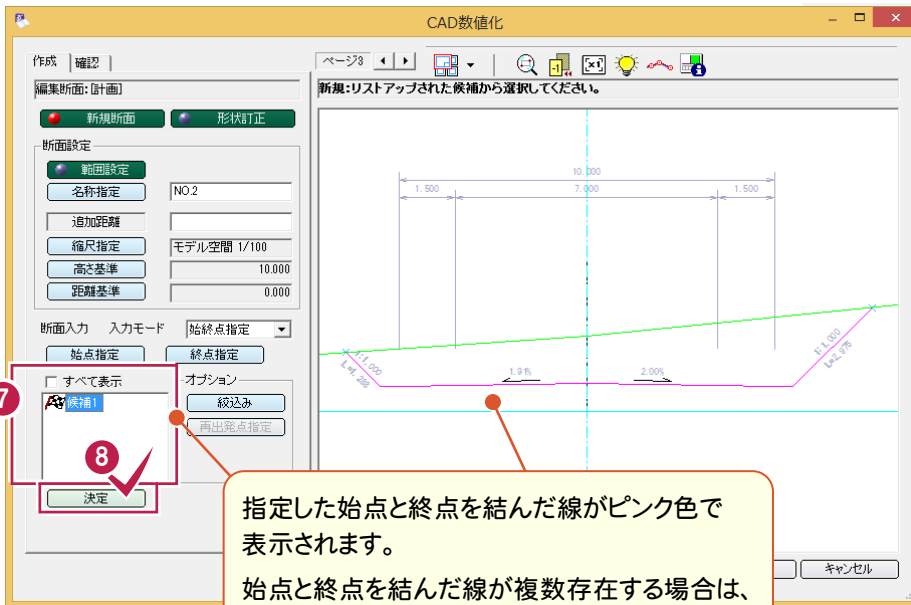 CAD数値化
作成 確認
ページ3
編集断面:[計画]
新規:リストアップされた候補から選択してください。
新規断面 形状訂正
断面設定
範囲設定
名称指定 NO.2
追加距離
縮尺指定 モデル空間 1/100
高さ基準 10.000
距離基準 0.000
断面入力 入力モード 始終点指定
始点指定 終点指定
7
すべて表示 オプション
候補1 絞込み
再出発点指定
8
決定
10.000
1.500 7.000 1.500
1:1.000
1.91% 2.00%
1:1.000
L=2.975
指定した始点と終点を結んだ線がピンク色で
表示されます。
始点と終点を結んだ線が複数存在する場合は、
キャンセル